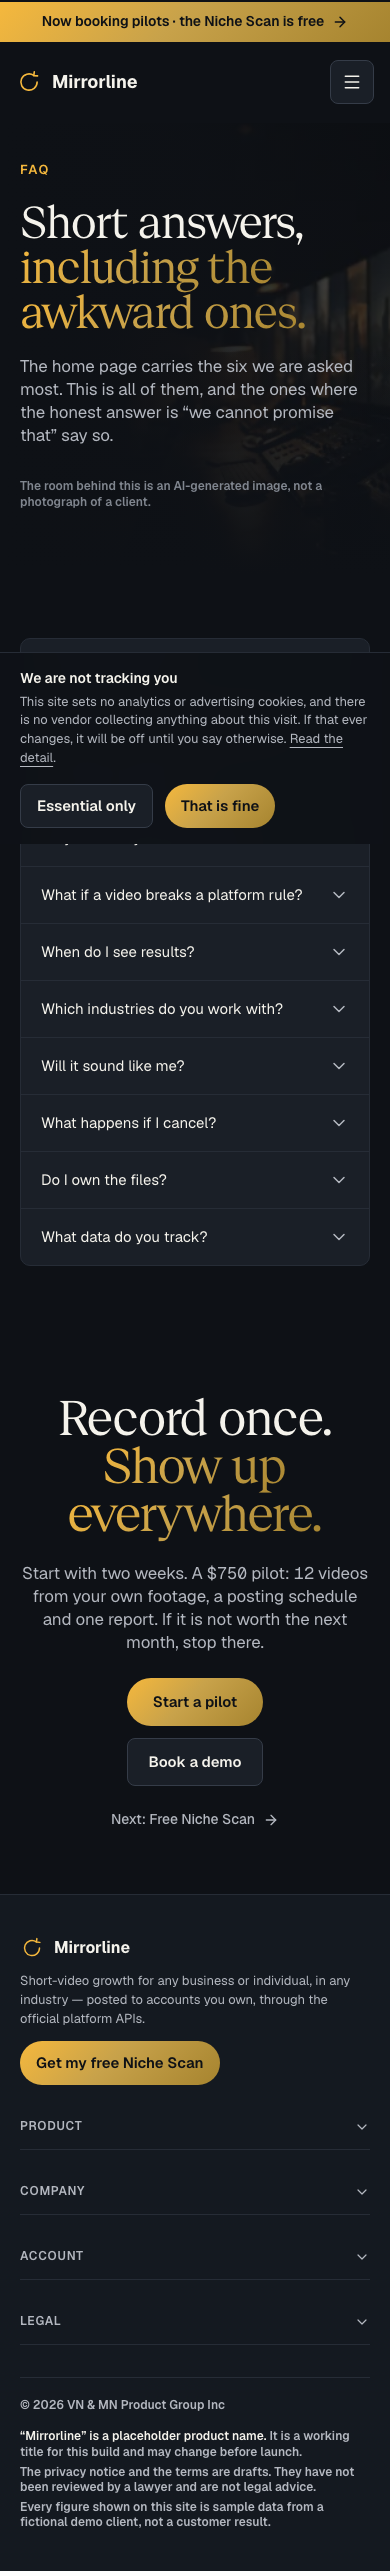 Now booking pilots · the Niche Scan is free →
Mirrorline
FAQ
Short answers,
including the
awkward ones.
The home page carries the six we are asked
most. This is all of them, and the ones where
the honest answer is “we cannot promise
that” say so.
The room behind this is an AI-generated image, not a
photograph of a client.
We are not tracking you
This site sets no analytics or advertising cookies, and there
is no vendor collecting anything about this visit. If that ever
changes, it will be off until you say otherwise. Read the
detail.
Essential only
That is fine
What if a video breaks a platform rule?
When do I see results?
Which industries do you work with?
Will it sound like me?
What happens if I cancel?
Do I own the files?
What data do you track?
Record once.
Show up
everywhere.
Start with two weeks. A $750 pilot: 12 videos
from your own footage, a posting schedule
and one report. If it is not worth the next
month, stop there.
Start a pilot
Book a demo
Next: Free Niche Scan →
Mirrorline
Short-video growth for any business or individual, in any
industry — posted to accounts you own, through the
official platform APIs.
Get my free Niche Scan
PRODUCT
COMPANY
ACCOUNT
LEGAL
© 2026 VN & MN Product Group Inc
“Mirrorline” is a placeholder product name. It is a working
title for this build and may change before launch.
The privacy notice and the terms are drafts. They have not
been reviewed by a lawyer and are not legal advice.
Every figure shown on this site is sample data from a
fictional demo client, not a customer result.